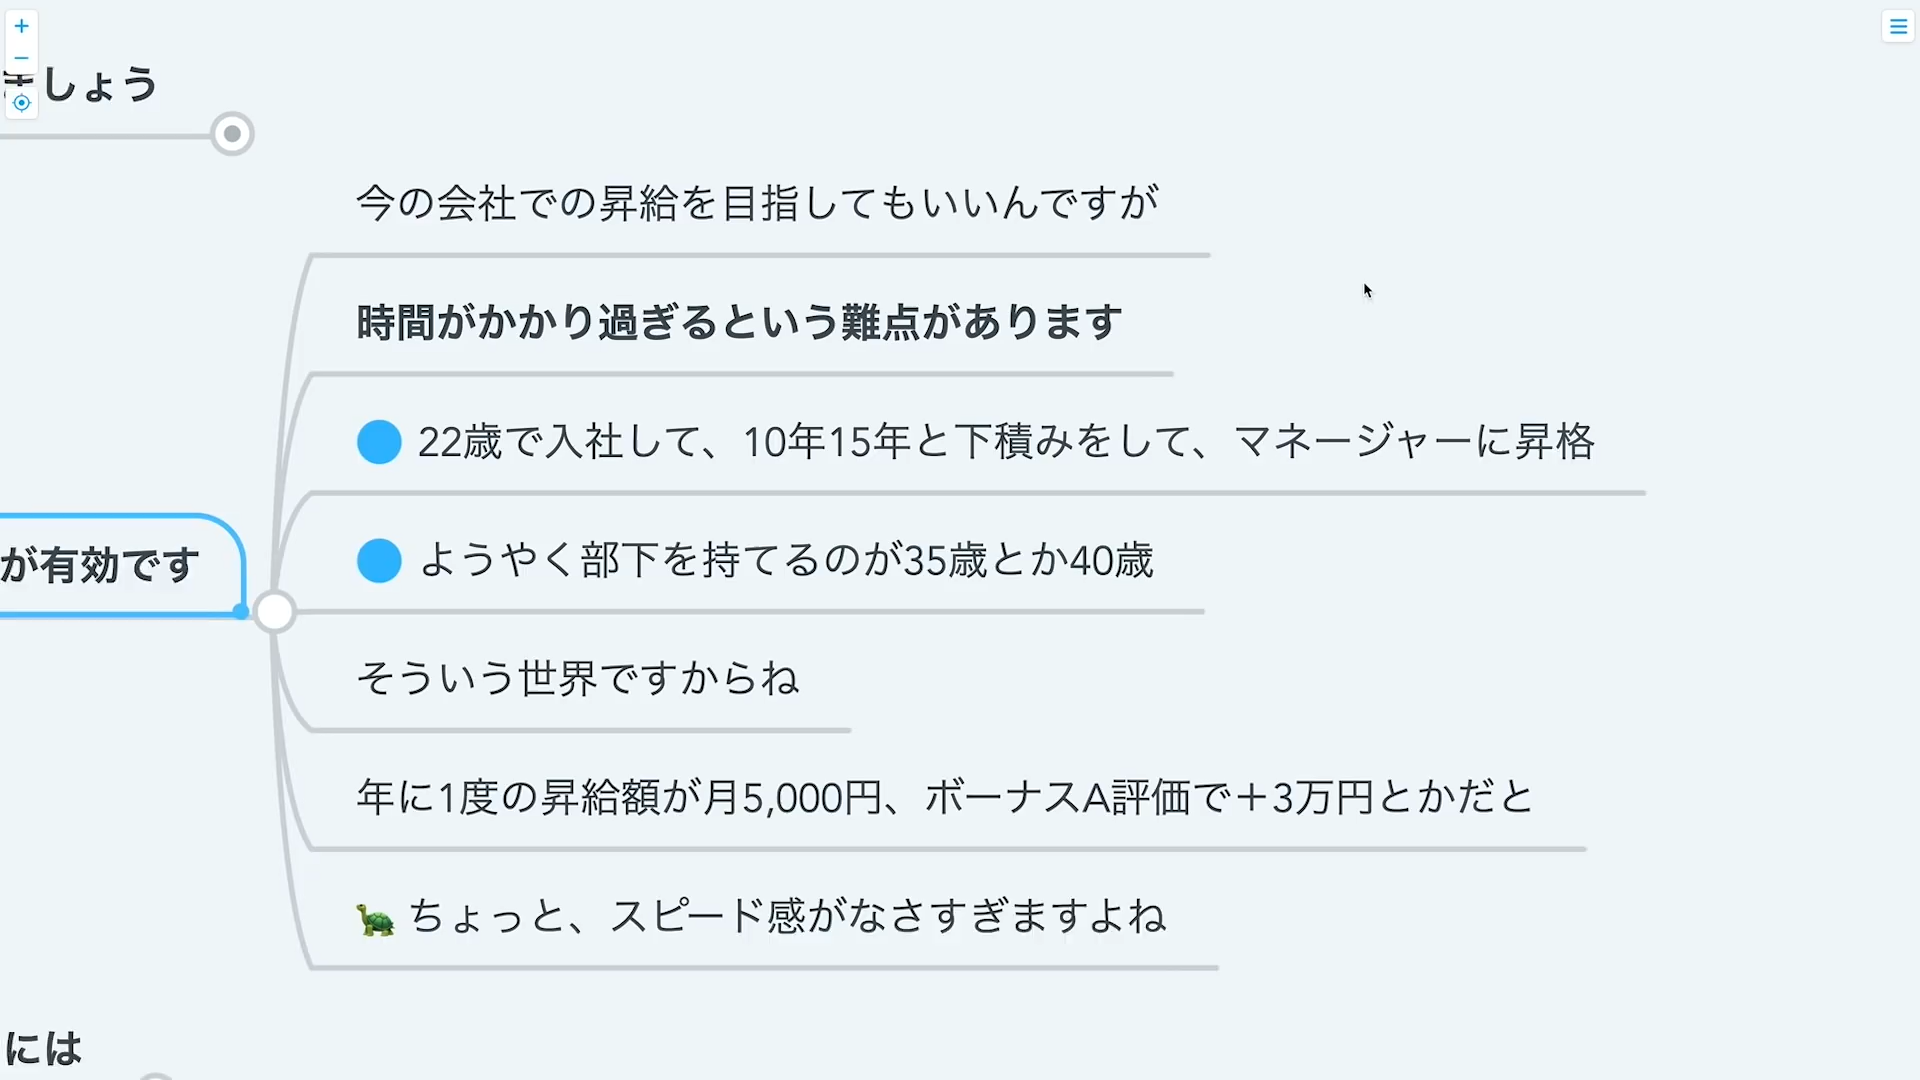 ましょう
今の会社での昇給を目指してもいいんですが
時間がかかり過ぎるという難点があります
22歳で入社して、10年15年と下積みをして、マネージャーに昇格
が有効です
ようやく部下を持てるのが35歳とか40歳
そういう世界ですからね
年に1度の昇給額が月5,000円、ボーナスA評価で＋3万円とかだと
ちょっと、スピード感がなさすぎますよね
には